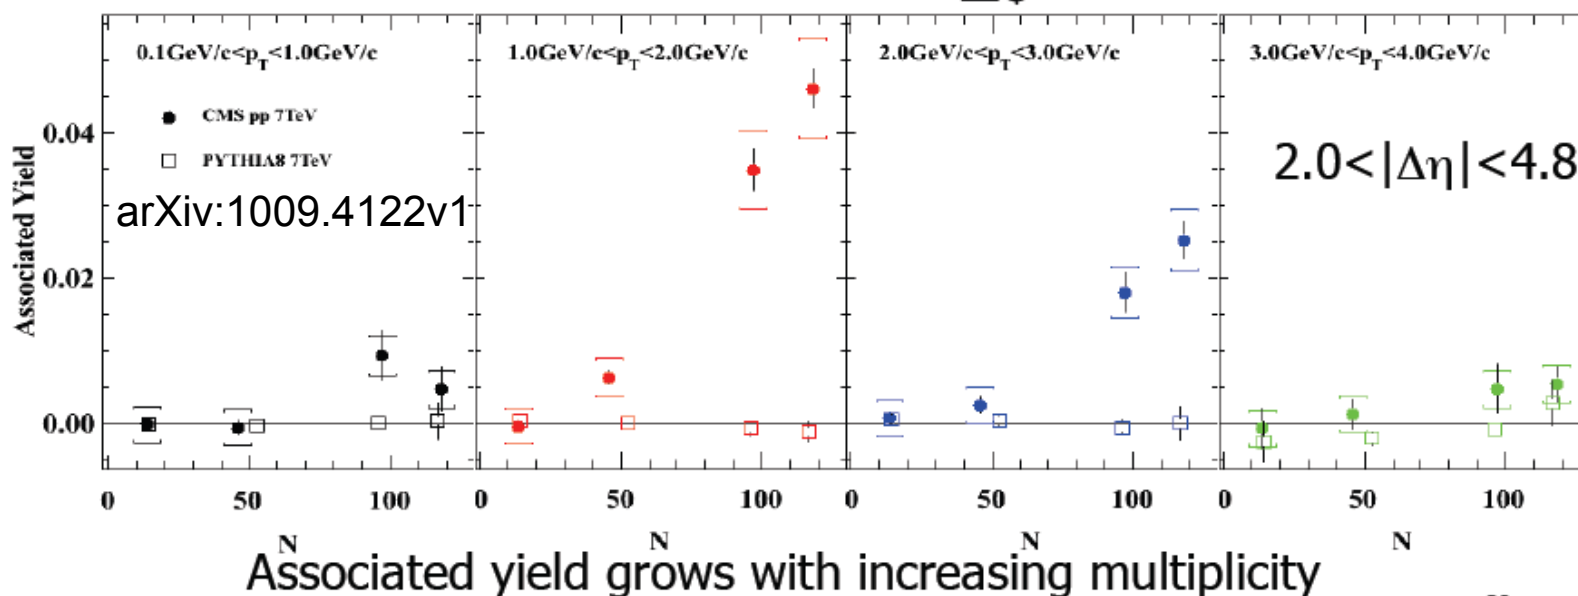 0.1GeV/c<p_T<1.0GeV/c
1.0GeV/c<p_T<2.0GeV/c
2.0GeV/c<p_T<3.0GeV/c
3.0GeV/c<p_T<4.0GeV/c
CMS pp 7TeV
PYTHIA8 7TeV
arXiv:1009.4122v1
2.0<|Δη|<4.8
Associated Yield
0.04
0.02
0.00
0 50 100
0 50 100
0 50 100
0 50 100
N
N
N
N
Associated yield grows with increasing multiplicity